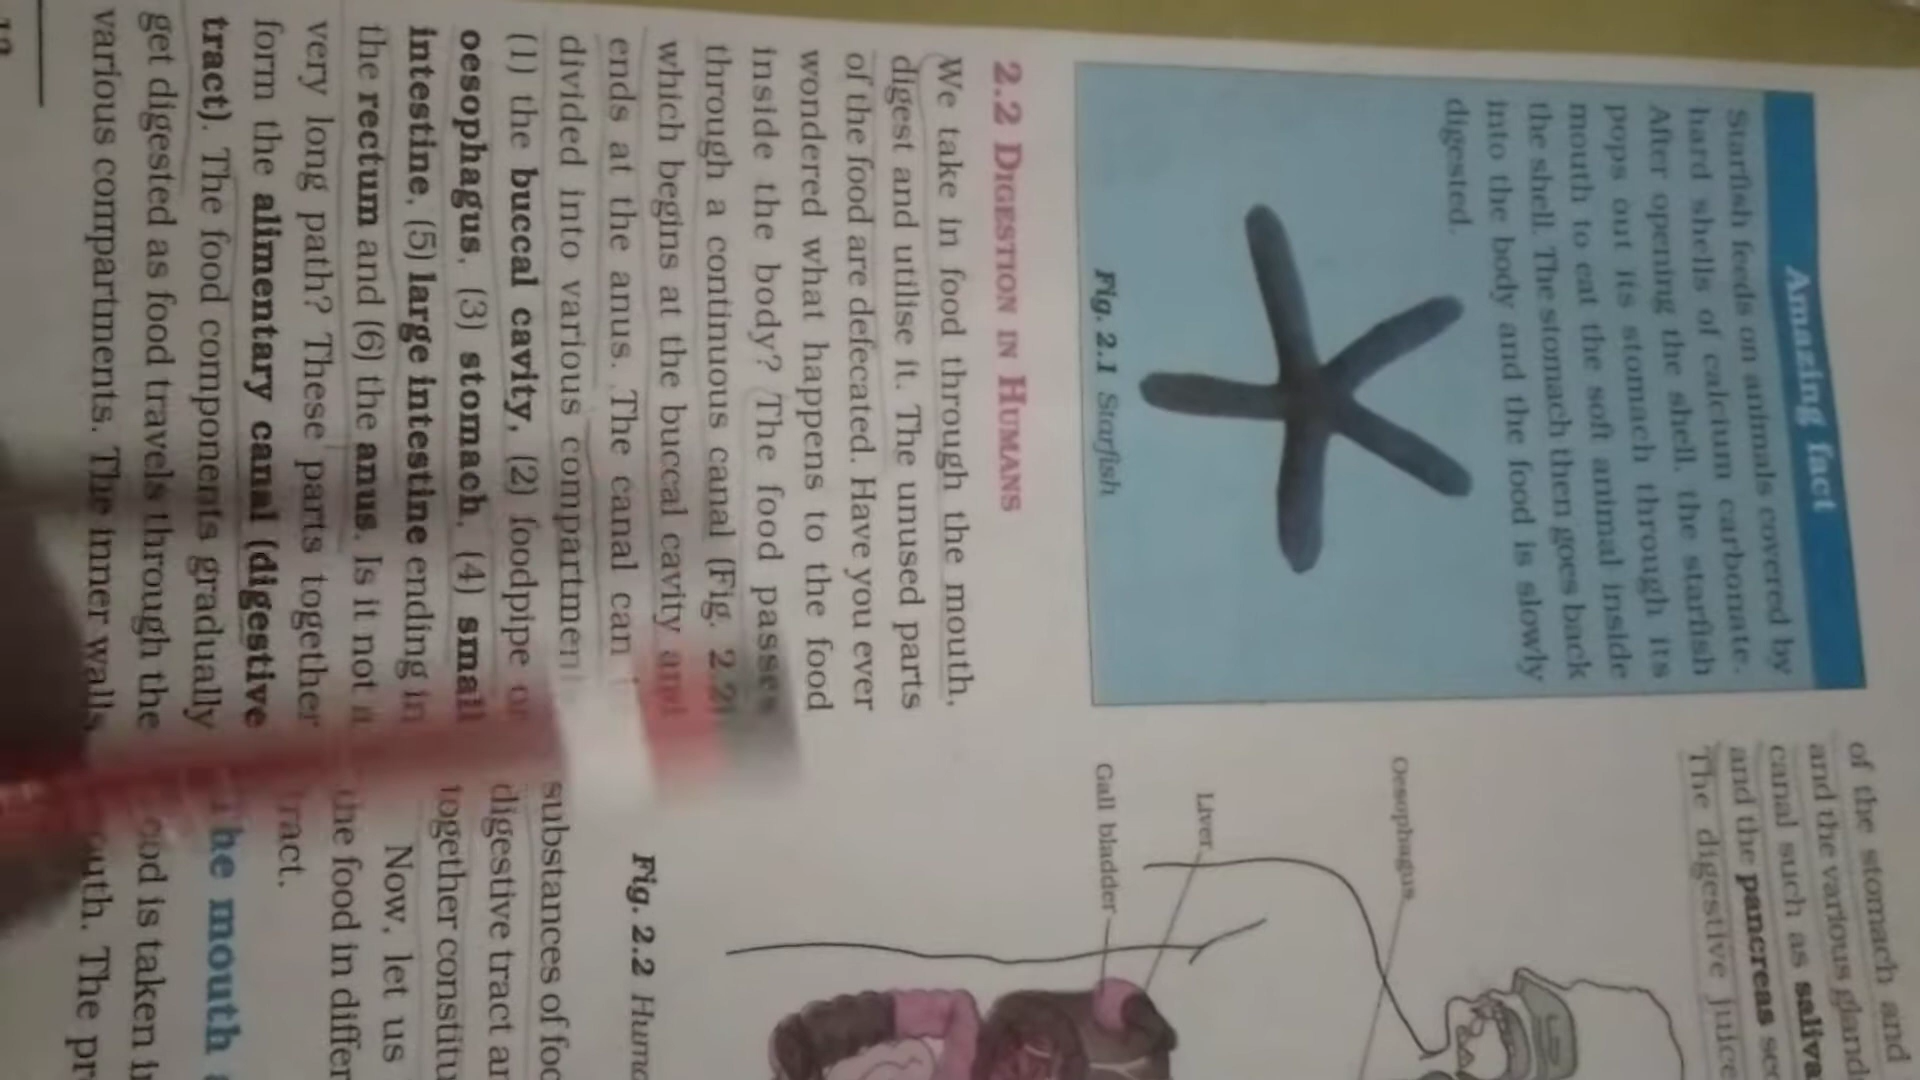 Amazing fact
Starfish feeds on animals covered by
hard shells of calcium carbonate.
After opening the shell, the starfish
pops out its stomach through its
mouth to eat the soft animal inside
the shell. The stomach then goes back
into the body and the food is slowly
digested.
Fig. 2.1 Starfish
2.2 DIGESTION IN HUMANS
We take in food through the mouth,
digest and utilise it. The unused parts
of the food are defecated. Have you ever
wondered what happens to the food
inside the body? The food passes
through a continuous canal (Fig. 2.2)
which begins at the buccal cavity and
ends at the anus. The canal can
divided into various compartmen
(1) the buccal cavity, (2) foodpipe or
oesophagus, (3) stomach, (4) small
intestine, (5) large intestine ending in
the rectum and (6) the anus. Is it not a
very long path? These parts together
form the alimentary canal (digestive
tract). The food components gradually
get digested as food travels through the
various compartments. The inner walls
of the stomach and
and the various gland
canal such as saliva
and the pancreas sec
The digestive juice
Oesophagus
Liver
Gall bladder
Fig. 2.2 Huma
substances of foo
digestive tract an
together constitu
Now, let us
the food in differ
tract.
The mouth
food is taken in
outh. The pr